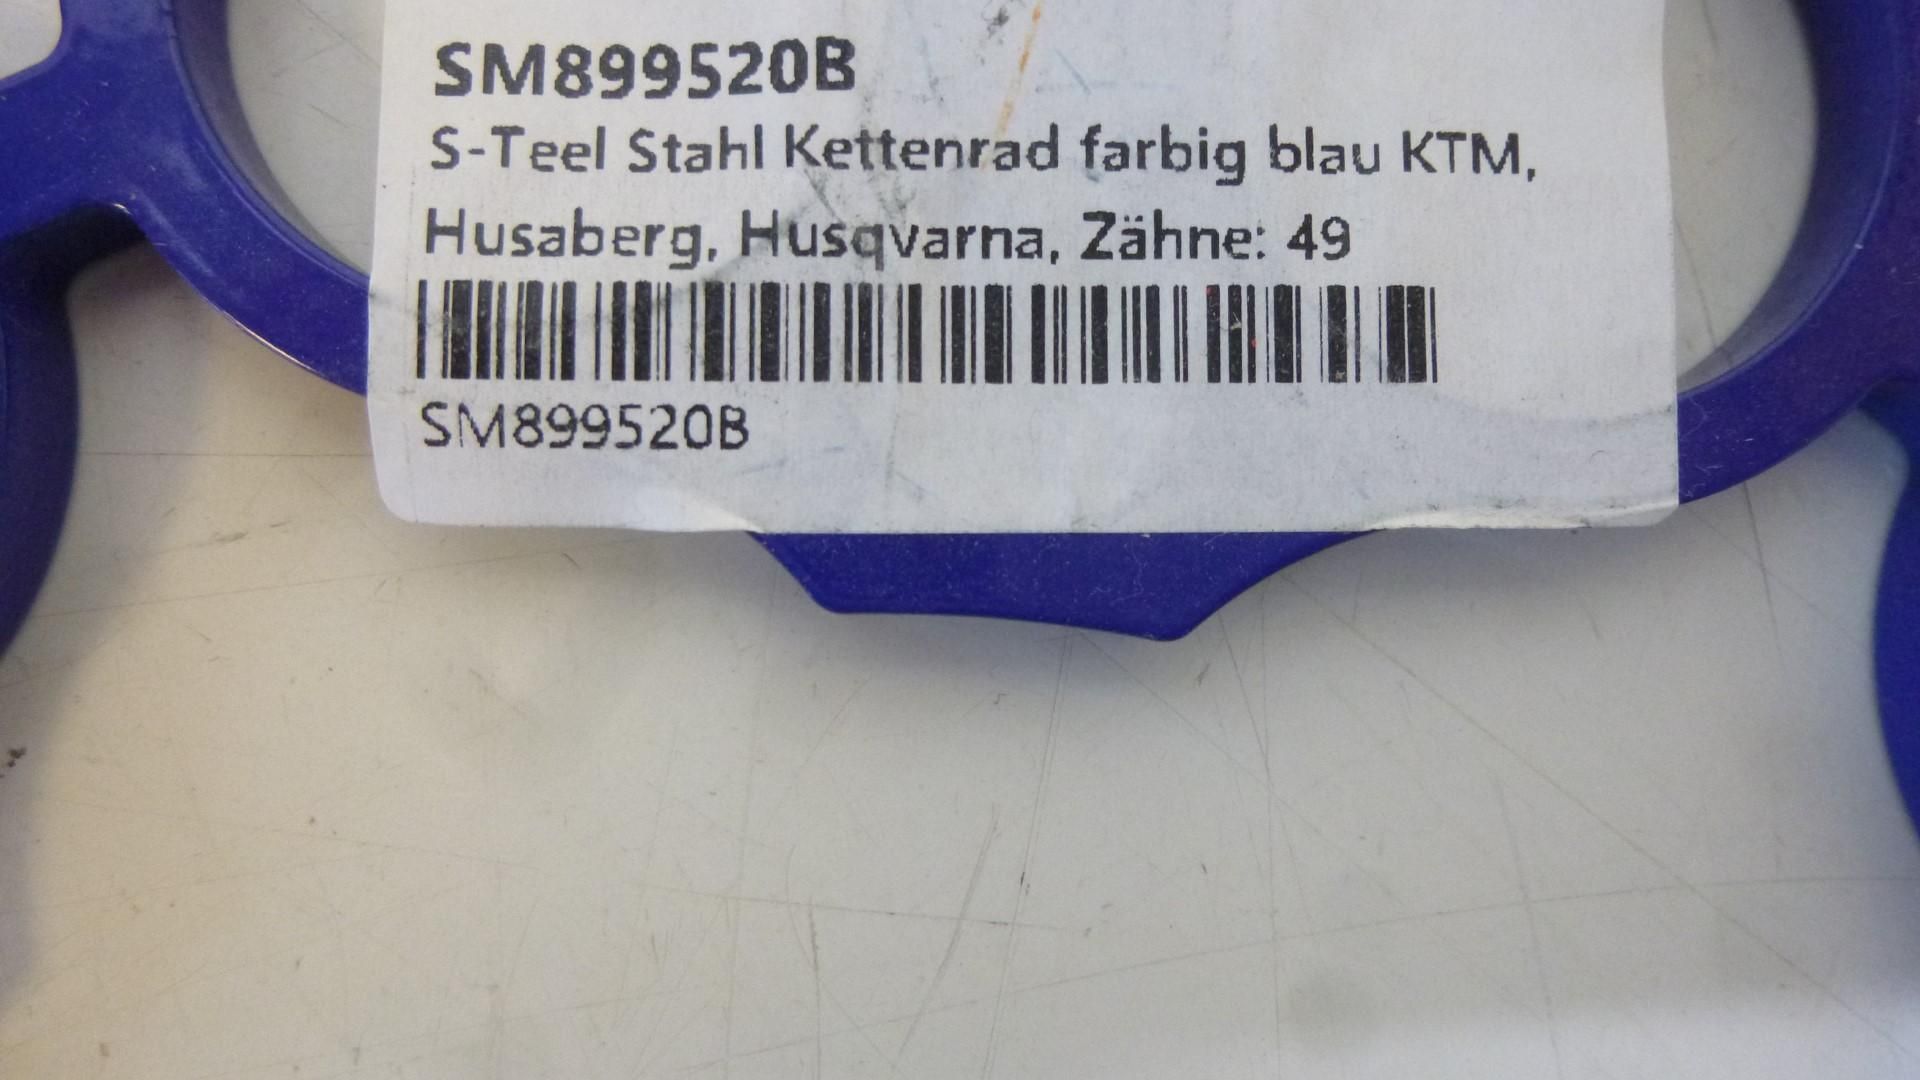 SM899520B
S-Teel Stahl Kettenrad farbig blau KTM,
Husaberg, Husqvarna, Zähne: 49
SM899520B